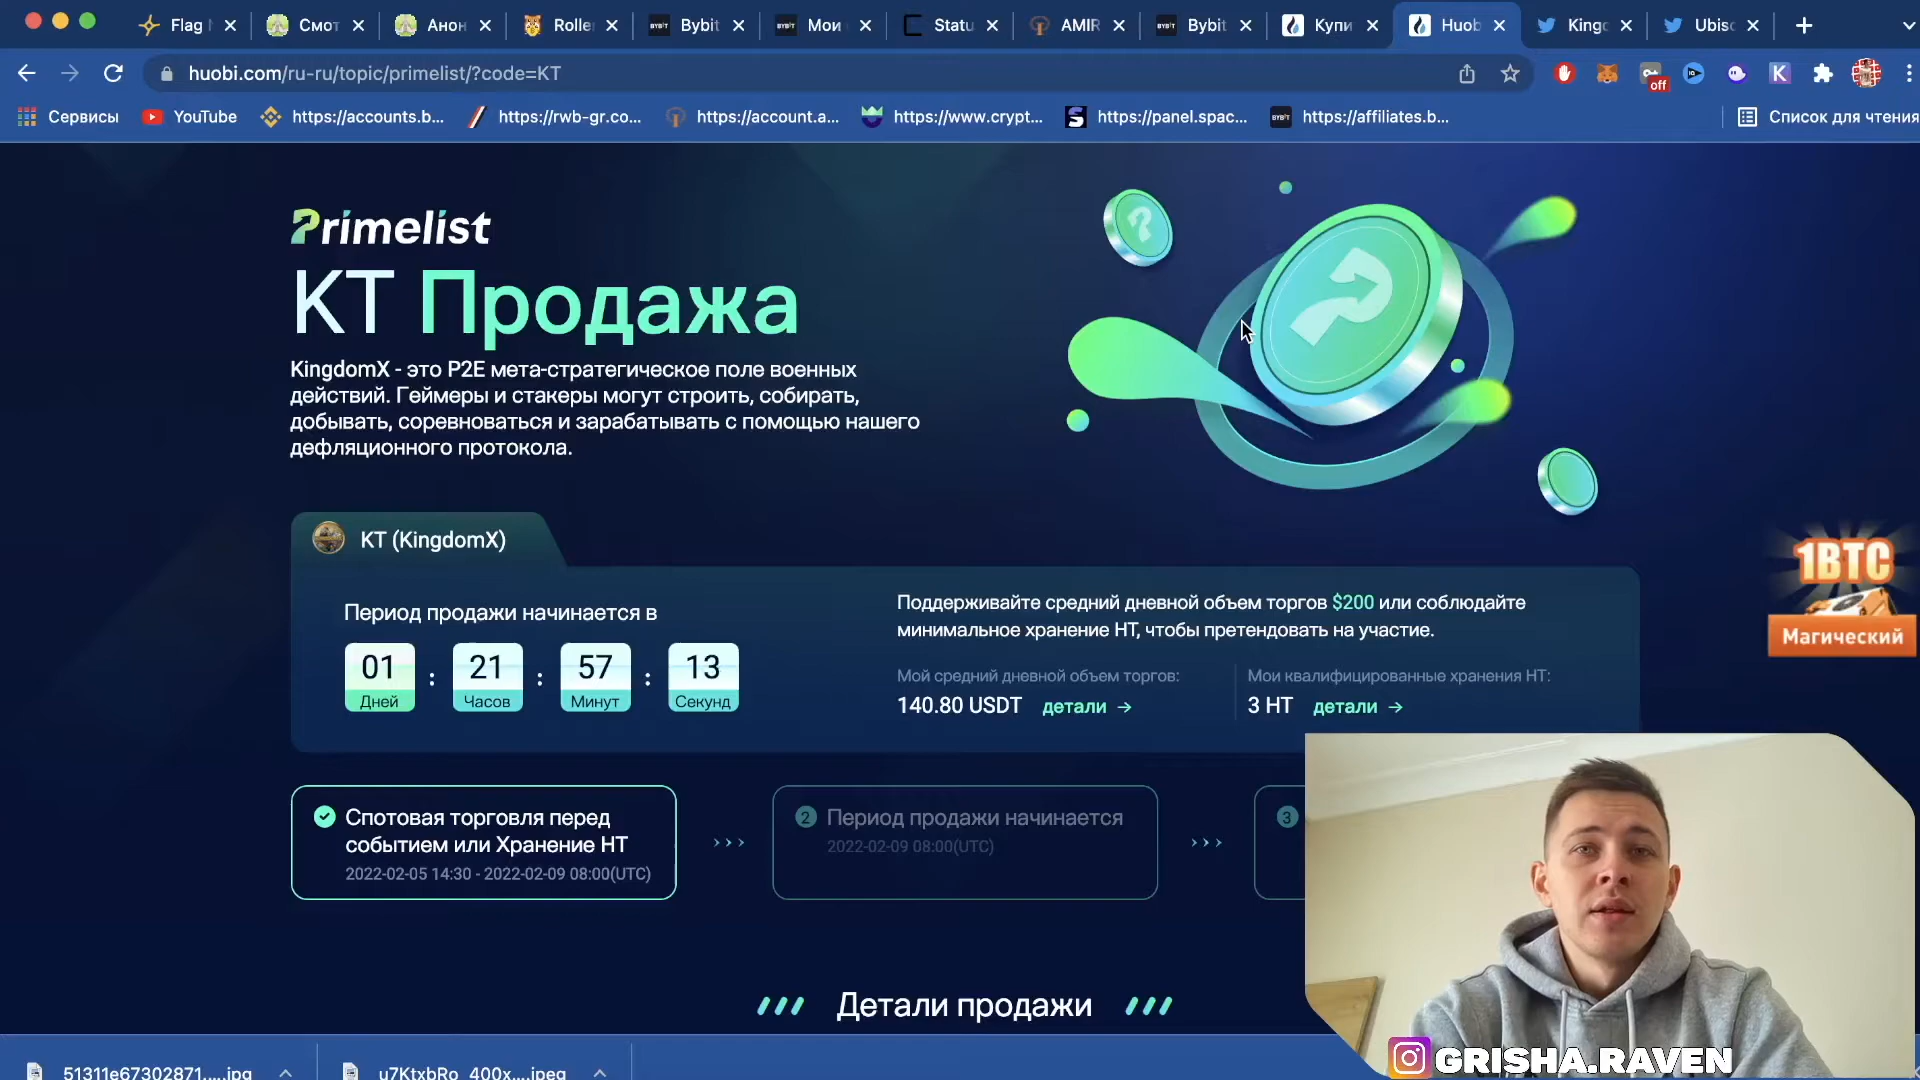 Flag
Смот
Анон
Rolle
Bybit
Мои
Statu
AMIR
Bybit
Купи
Huob
King
Ubisc
huobi.com/ru-ru/topic/primelist/?code=KT
off
K
Сервисы
YouTube
https://accounts.b...
https://rwb-gr.co...
https://account.a...
https://www.crypt...
https://panel.spac...
https://affiliates.b...
Список для чтения
Primelist
KT Продажа
KingdomX - это P2E мета-стратегическое поле военных
действий. Геймеры и стакеры могут строить, собирать,
добывать, соревноваться и зарабатывать с помощью нашего
дефляционного протокола.
KT (KingdomX)
Период продажи начинается в
01 : 21 : 57 : 13
Дней Часов Минут Секунд
Поддерживайте средний дневной объем торгов $200 или соблюдайте
минимальное хранение HT, чтобы претендовать на участие.
Мой средний дневной объем торгов:
140.80 USDT детали →
Мои квалифицированные хранения HT:
3 HT детали →
1BTC
Магический
Спотовая торговля перед
событием или Хранение HT
2022-02-05 14:30 - 2022-02-09 08:00(UTC)
2 Период продажи начинается
2022-02-09 08:00(UTC)
3
Детали продажи
51311e67302871.....jpg
u7KtxbRo_400x....jpeg
GRISHA.RAVEN